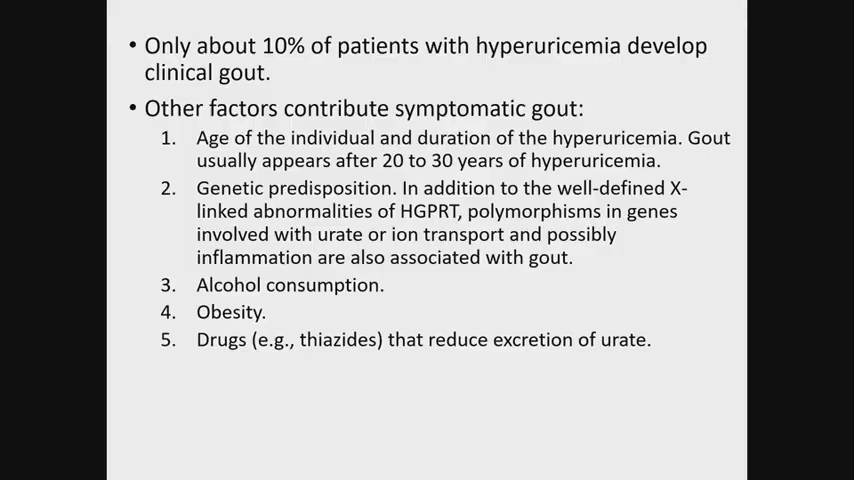 • Only about 10% of patients with hyperuricemia develop
clinical gout.
• Other factors contribute symptomatic gout:
1. Age of the individual and duration of the hyperuricemia. Gout
usually appears after 20 to 30 years of hyperuricemia.
2. Genetic predisposition. In addition to the well-defined X-
linked abnormalities of HGPRT, polymorphisms in genes
involved with urate or ion transport and possibly
inflammation are also associated with gout.
3. Alcohol consumption.
4. Obesity.
5. Drugs (e.g., thiazides) that reduce excretion of urate.